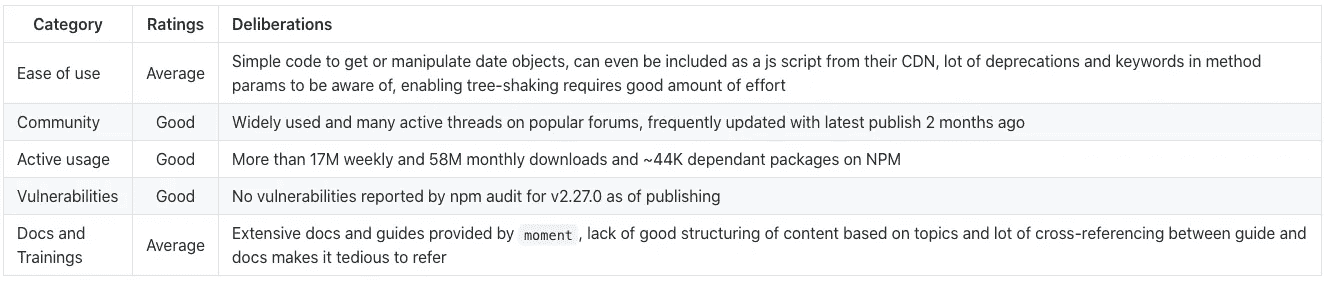 Category Ratings Deliberations
Ease of use Average Simple code to get or manipulate date objects, can even be included as a js script from their CDN, lot of deprecations and keywords in method
params to be aware of, enabling tree-shaking requires good amount of effort
Community Good Widely used and many active threads on popular forums, frequently updated with latest publish 2 months ago
Active usage Good More than 17M weekly and 58M monthly downloads and ~44K dependant packages on NPM
Vulnerabilities Good No vulnerabilities reported by npm audit for v2.27.0 as of publishing
Docs and
Trainings
Average
Extensive docs and guides provided by moment, lack of good structuring of content based on topics and lot of cross-referencing between guide and
docs makes it tedious to refer